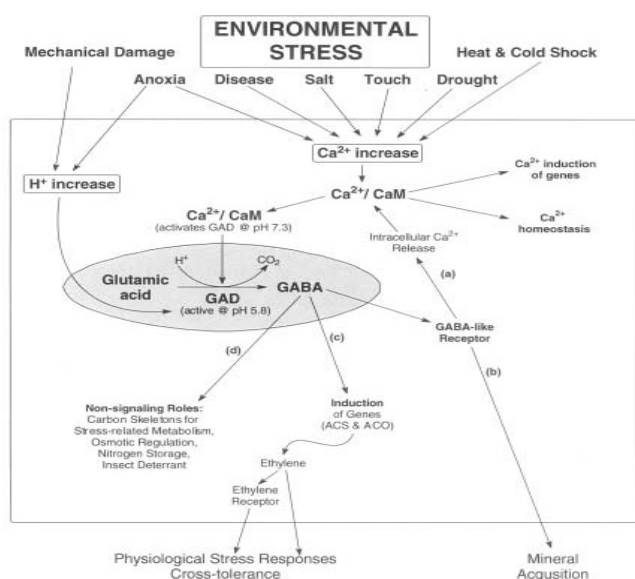 ENVIRONMENTAL
STRESS
Mechanical Damage
Heat & Cold Shock
Anoxia Disease Salt Touch Drought
Ca²⁺ increase
H⁺ increase
Ca²⁺/ CaM
Ca²⁺ induction
of genes
Ca²⁺
homeostasis
Ca²⁺/ CaM
(activates GAD @ pH 7.3)
Intracellular Ca²⁺
Release
(a)
H⁺
CO₂
Glutamic
acid
GABA
GAD
(active @ pH 5.8)
GABA-like
Receptor
(d)
(c)
(b)
Non-signaling Roles:
Carbon Skeletons for
Stress-related Metabolism,
Osmotic Regulation,
Nitrogen Storage,
Insect Deterrant
Induction
of Genes
(ACS & ACO)
Ethylene
Ethylene
Receptor
Physiological Stress Responses
Cross-tolerance
Mineral
Acqusition